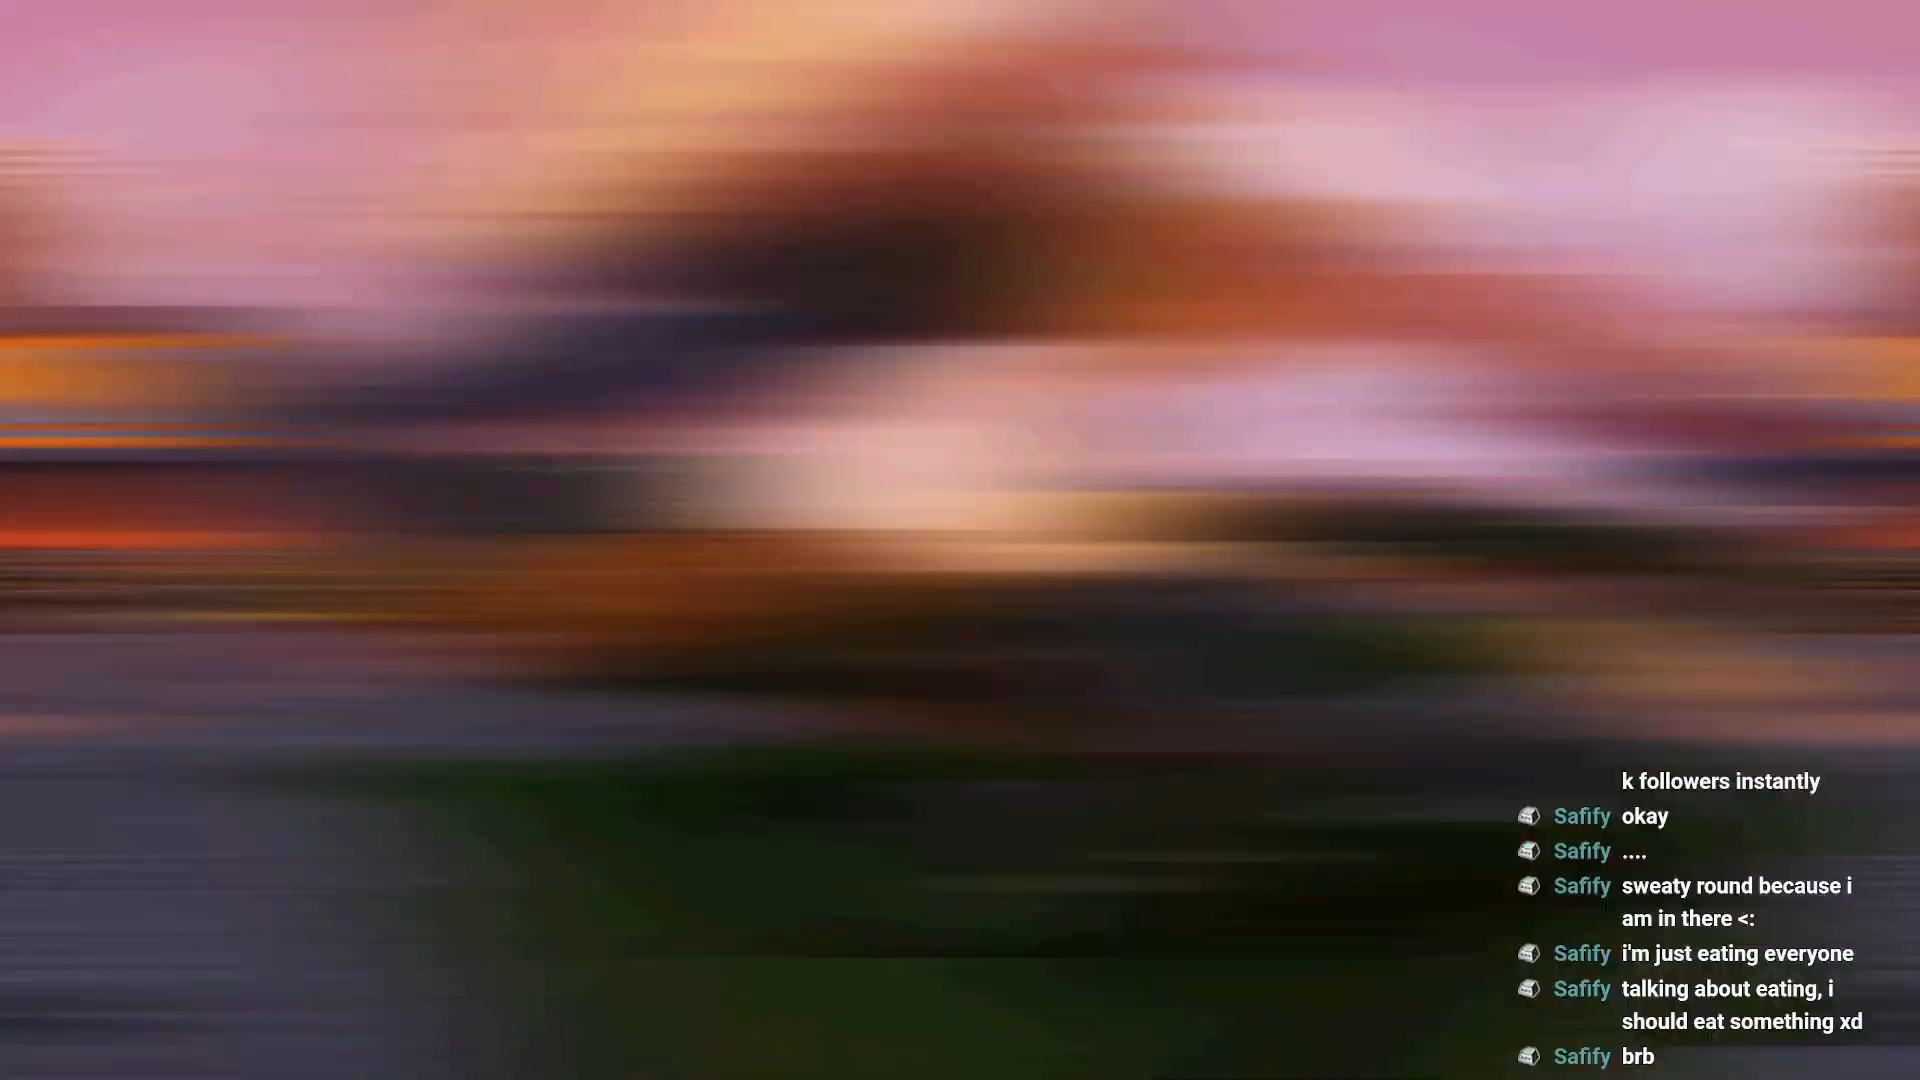 k followers instantly
Safify okay
Safify ....
Safify sweaty round because i
am in there <:
Safify i'm just eating everyone
Safify talking about eating, i
should eat something xd
Safify brb